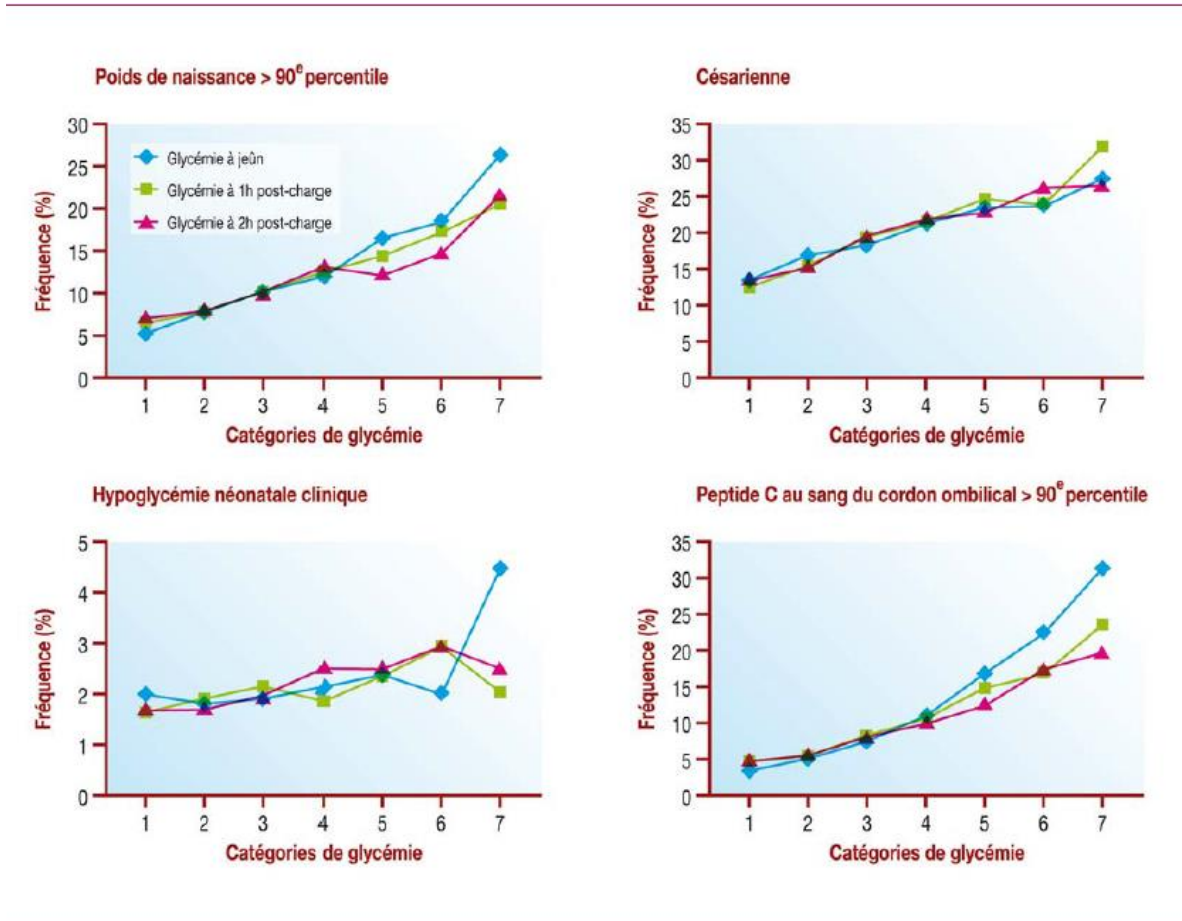 Poids de naissance > 90e percentile
Fréquence (%)
30
25
20
15
10
5
0
Glycémie à jeûn
Glycémie à 1h post-charge
Glycémie à 2h post-charge
1 2 3 4 5 6 7
Catégories de glycémie
Césarienne
Fréquence (%)
35
30
25
20
15
10
5
0
1 2 3 4 5 6 7
Catégories de glycémie
Hypoglycémie néonatale clinique
Fréquence (%)
5
4
3
2
1
0
1 2 3 4 5 6 7
Catégories de glycémie
Peptide C au sang du cordon ombilical > 90e percentile
Fréquence (%)
35
30
25
20
15
10
5
0
1 2 3 4 5 6 7
Catégories de glycémie